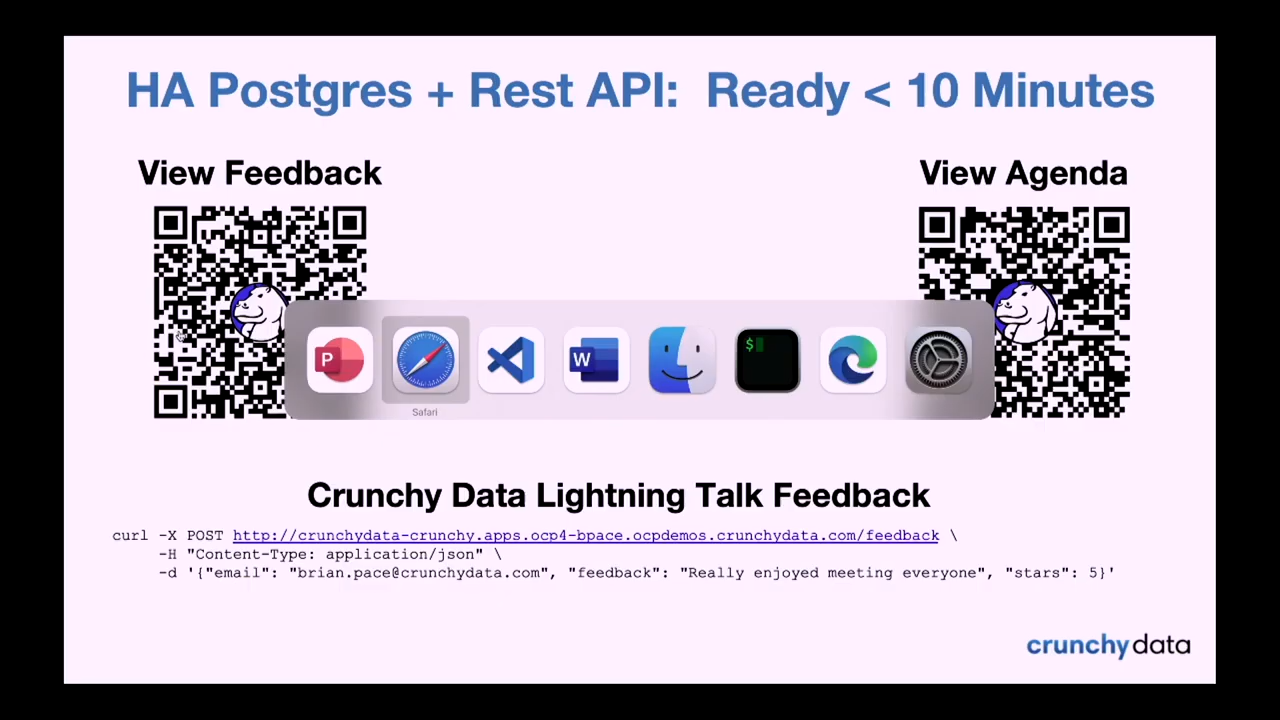 HA Postgres + Rest API:  Ready < 10 Minutes
View Feedback
View Agenda
P
W
$
Safari
Crunchy Data Lightning Talk Feedback
curl -X POST http://crunchydata-crunchy.apps.ocp4-bpace.ocpdemos.crunchydata.com/feedback \
-H "Content-Type: application/json" \
-d '{"email": "brian.pace@crunchydata.com", "feedback": "Really enjoyed meeting everyone", "stars": 5}'
crunchydata